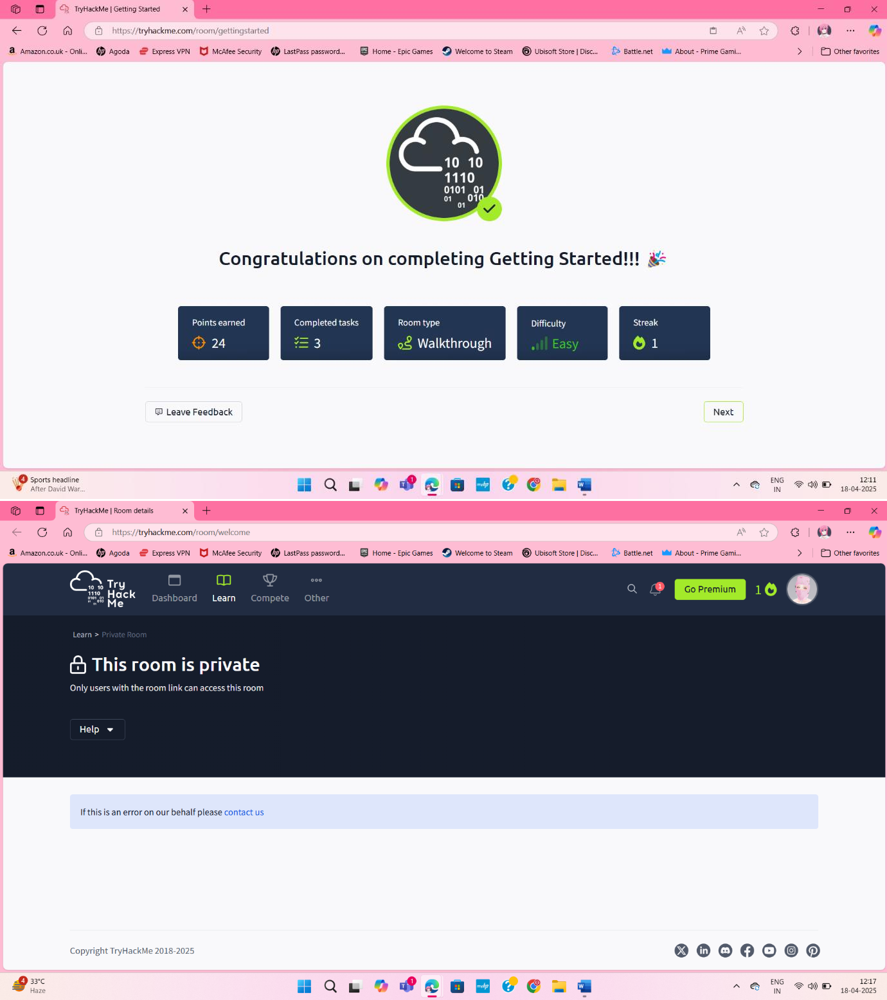 TryHackMe | Getting Started
https://tryhackme.com/room/gettingstarted
Amazon.co.uk - Onli...
Agoda
Express VPN
McAfee Security
LastPass password...
Home - Epic Games
Welcome to Steam
Ubisoft Store | Disc...
Battle.net
About - Prime Gami...
Other favorites
10 10
1110
0101 01
01 010
01
Congratulations on completing Getting Started!!! 🎉
Points earned
24
Completed tasks
3
Room type
Walkthrough
Difficulty
Easy
Streak
1
Leave Feedback
Next
4
Sports headline
After David War...
1
myhp
ENG
IN
12:11
18-04-2025
TryHackMe | Room details
https://tryhackme.com/room/welcome
Amazon.co.uk - Onli...
Agoda
Express VPN
McAfee Security
LastPass password...
Home - Epic Games
Welcome to Steam
Ubisoft Store | Disc...
Battle.net
About - Prime Gami...
Other favorites
Try
Hack
Me
Dashboard
Learn
Compete
Other
1
Go Premium
1
Learn > Private Room
This room is private
Only users with the room link can access this room
Help
If this is an error on our behalf please contact us
Copyright TryHackMe 2018-2025
4
33°C
Haze
1
myhp
ENG
IN
12:17
18-04-2025